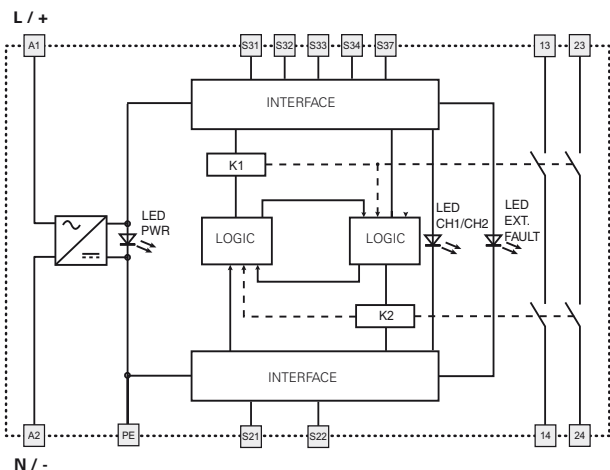 L / +
A1
S31
S32
S33
S34
S37
13
23
INTERFACE
K1
LED
PWR
LOGIC
LOGIC
LED
CH1/CH2
LED
EXT.
FAULT
K2
INTERFACE
A2
PE
S21
S22
14
24
N / -